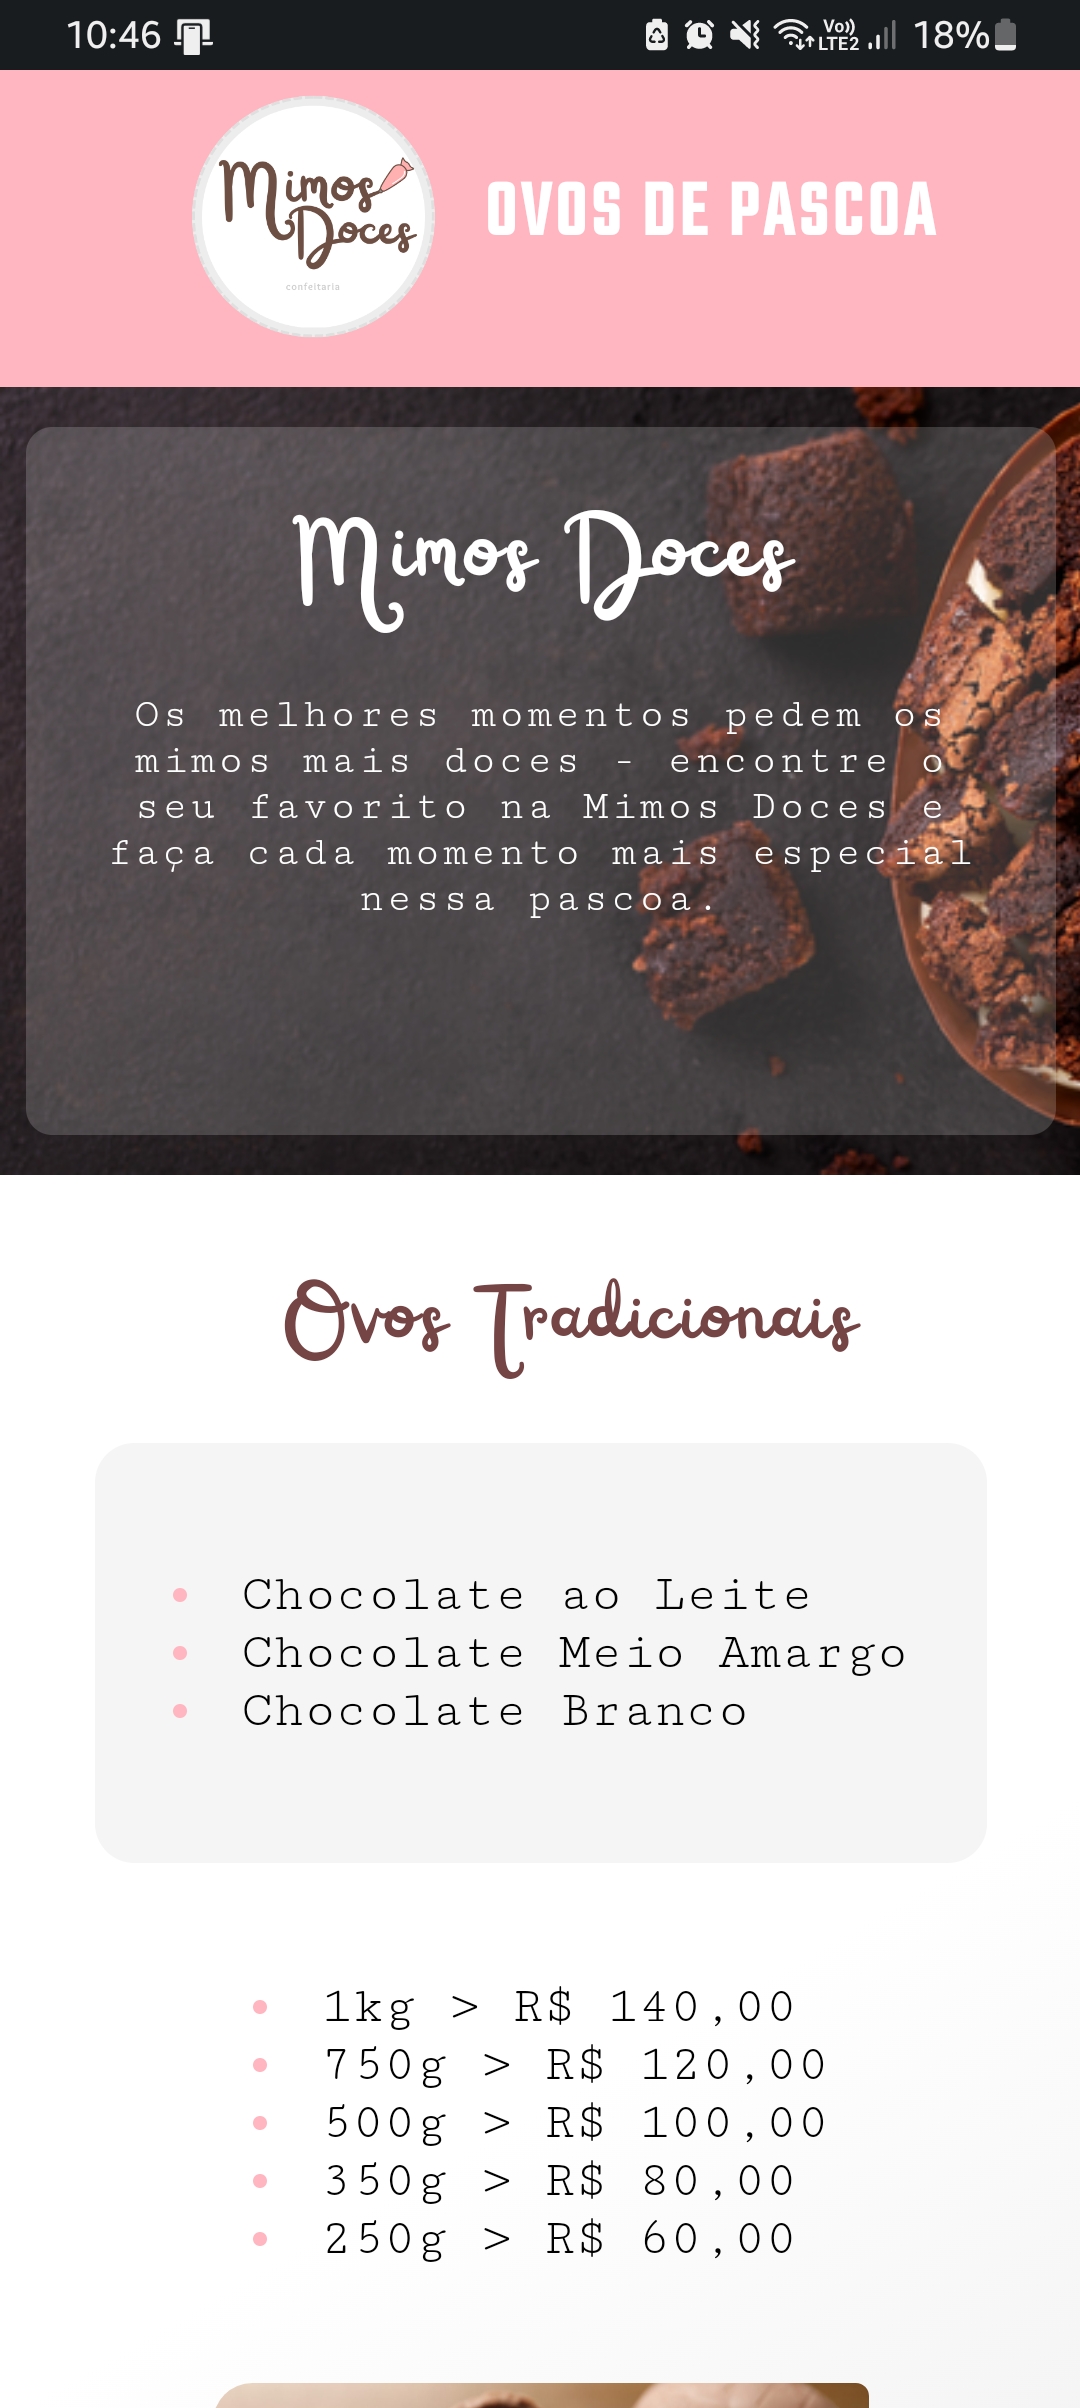 10:46
Vo))
LTE2
18%
Mimos
Doces
confeitaria
OVOS DE PASCOA
Mimos Doces
Os melhores momentos pedem os
mimos mais doces - encontre o
seu favorito na Mimos Doces e
faça cada momento mais especial
nessa pascoa.
Ovos Tradicionais
• Chocolate ao Leite
• Chocolate Meio Amargo
• Chocolate Branco
• 1kg > R$ 140,00
• 750g > R$ 120,00
• 500g > R$ 100,00
• 350g > R$ 80,00
• 250g > R$ 60,00